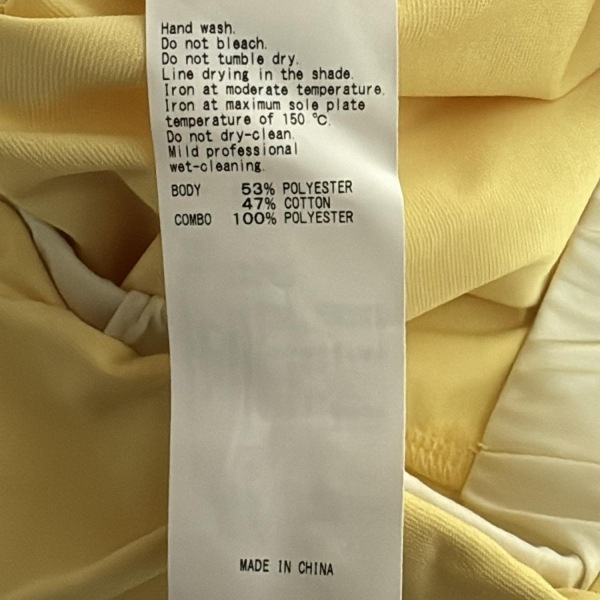 Hand wash.
Do not bleach.
Do not tumble dry.
Line drying in the shade.
Iron at moderate temperature.
Iron at maximum sole plate
temperature of 150 ℃.
Do not dry-clean.
Mild professional
wet-cleaning.
BODY 53% POLYESTER
47% COTTON
COMBO 100% POLYESTER
MADE IN CHINA